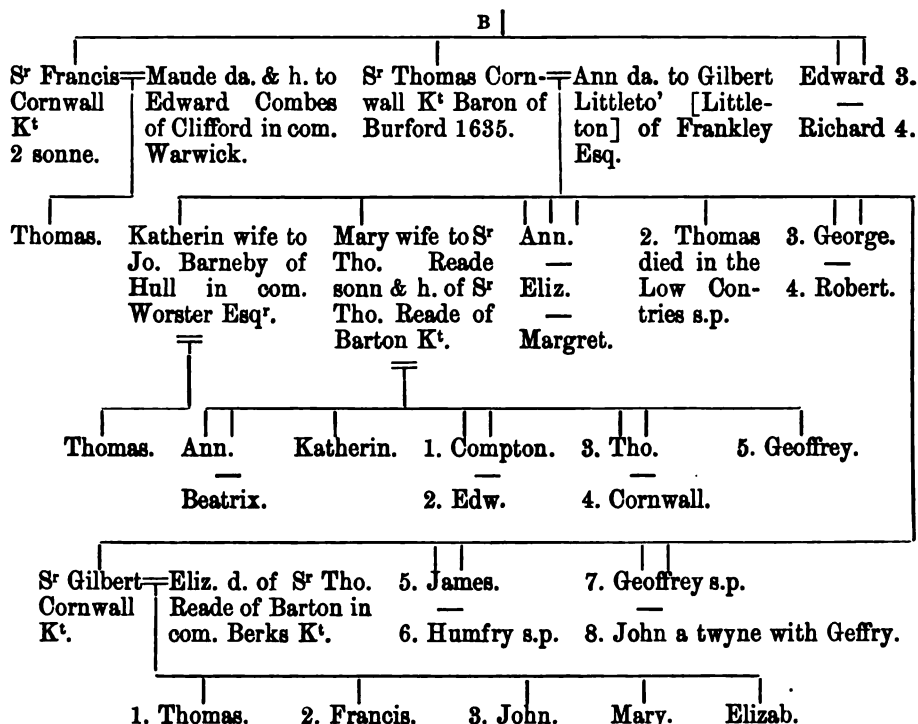 B
Sʳ Francis
Cornwall
Kᵗ
2 sonne.
Maude da. & h. to
Edward Combes
of Clifford in com.
Warwick.
Sʳ Thomas Corn-
wall Kᵗ Baron of
Burford 1635.
Ann da. to Gilbert
Littleto' [Little-
ton] of Frankley
Esq.
Edward 3.
—
Richard 4.
Thomas.
Katherin wife to
Jo. Barneby of
Hull in com.
Worster Esqʳ.
Mary wife to Sʳ
Tho. Reade
sonn & h. of Sʳ
Tho. Reade of
Barton Kᵗ.
Ann.
—
Eliz.
—
Margret.
2. Thomas
died in the
Low Con-
tries s.p.
3. George.
—
4. Robert.
Thomas.
Ann.
—
Beatrix.
Katherin.
1. Compton.
—
2. Edw.
3. Tho.
—
4. Cornwall.
5. Geoffrey.
Sʳ Gilbert
Cornwall
Kᵗ.
Eliz. d. of Sʳ Tho.
Reade of Barton in
com. Berks Kᵗ.
5. James.
—
6. Humfry s.p.
7. Geoffrey s.p.
—
8. John a twyne with Geffry.
1. Thomas.
2. Francis.
3. John.
Mary.
Elizab.